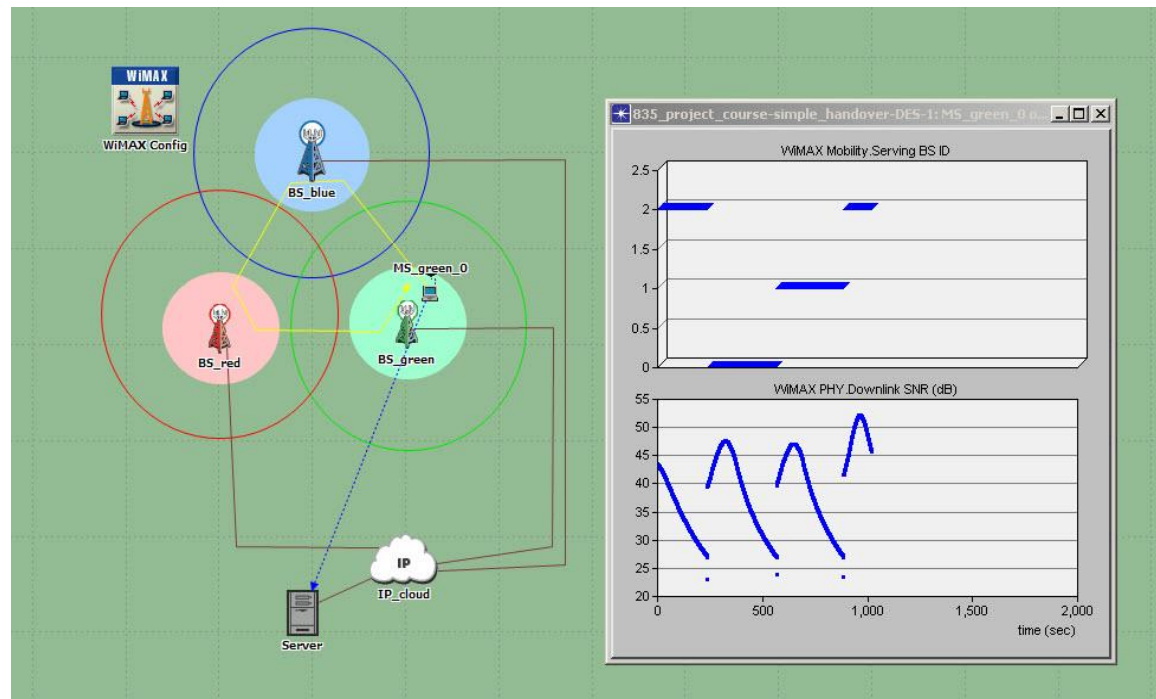 WiMAX
WiMAX Config
BS_blue
MS_green_0
BS_red
BS_green
IP
IP_cloud
Server
835_project_course-simple_handover-DES-1: MS_green_0 o...
WiMAX Mobility.Serving BS ID
2.5
2
1.5
1
0.5
0
WiMAX PHY.Downlink SNR (dB)
55
50
45
40
35
30
25
20
0 500 1,000 1,500 2,000
time (sec)